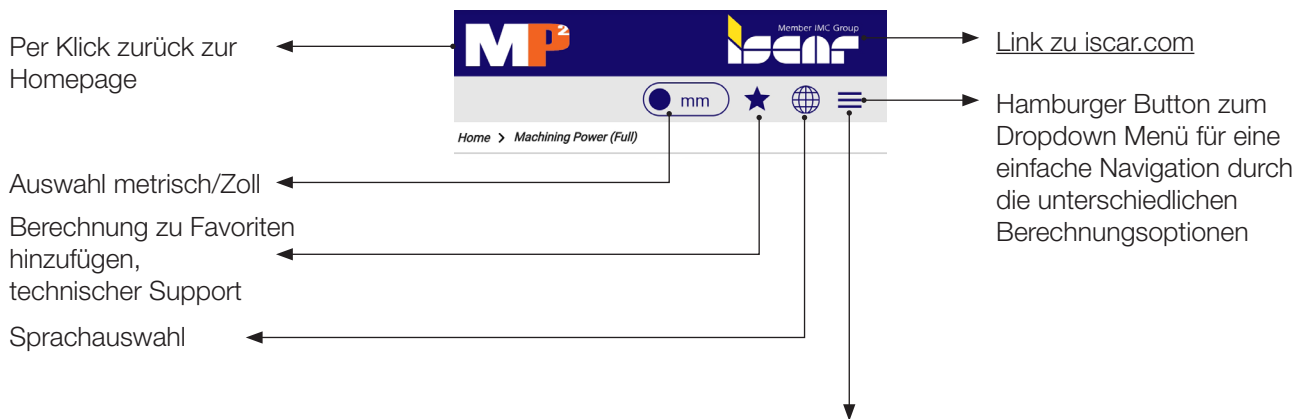 Per Klick zurück zur
Homepage
MP²
Member IMC Group
iscar
Link zu iscar.com
mm
Home > Machining Power (Full)
Hamburger Button zum
Dropdown Menü für eine
einfache Navigation durch
die unterschiedlichen
Berechnungsoptionen
Auswahl metrisch/Zoll
Berechnung zu Favoriten
hinzufügen,
technischer Support
Sprachauswahl